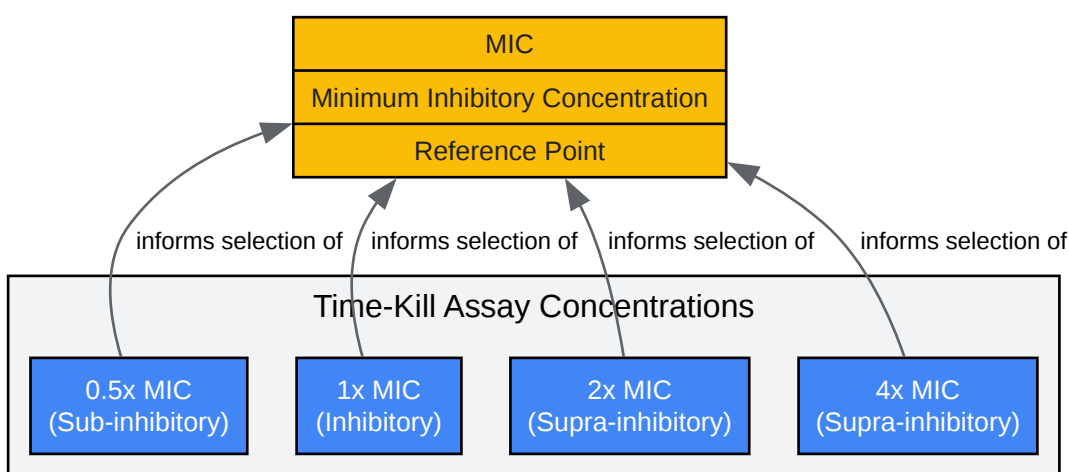 MIC
Minimum Inhibitory Concentration
Reference Point
informs selection of
informs selection of
informs selection of
informs selection of
Time-Kill Assay Concentrations
0.5x MIC
(Sub-inhibitory)
1x MIC
(Inhibitory)
2x MIC
(Supra-inhibitory)
4x MIC
(Supra-inhibitory)